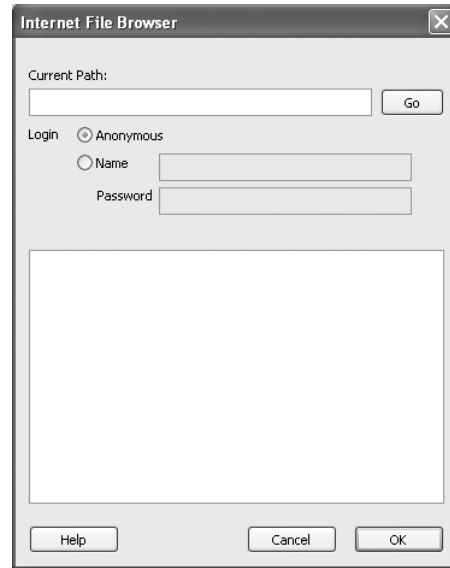 Internet File Browser
Current Path:
Go
Login Anonymous
Name
Password
Help Cancel OK